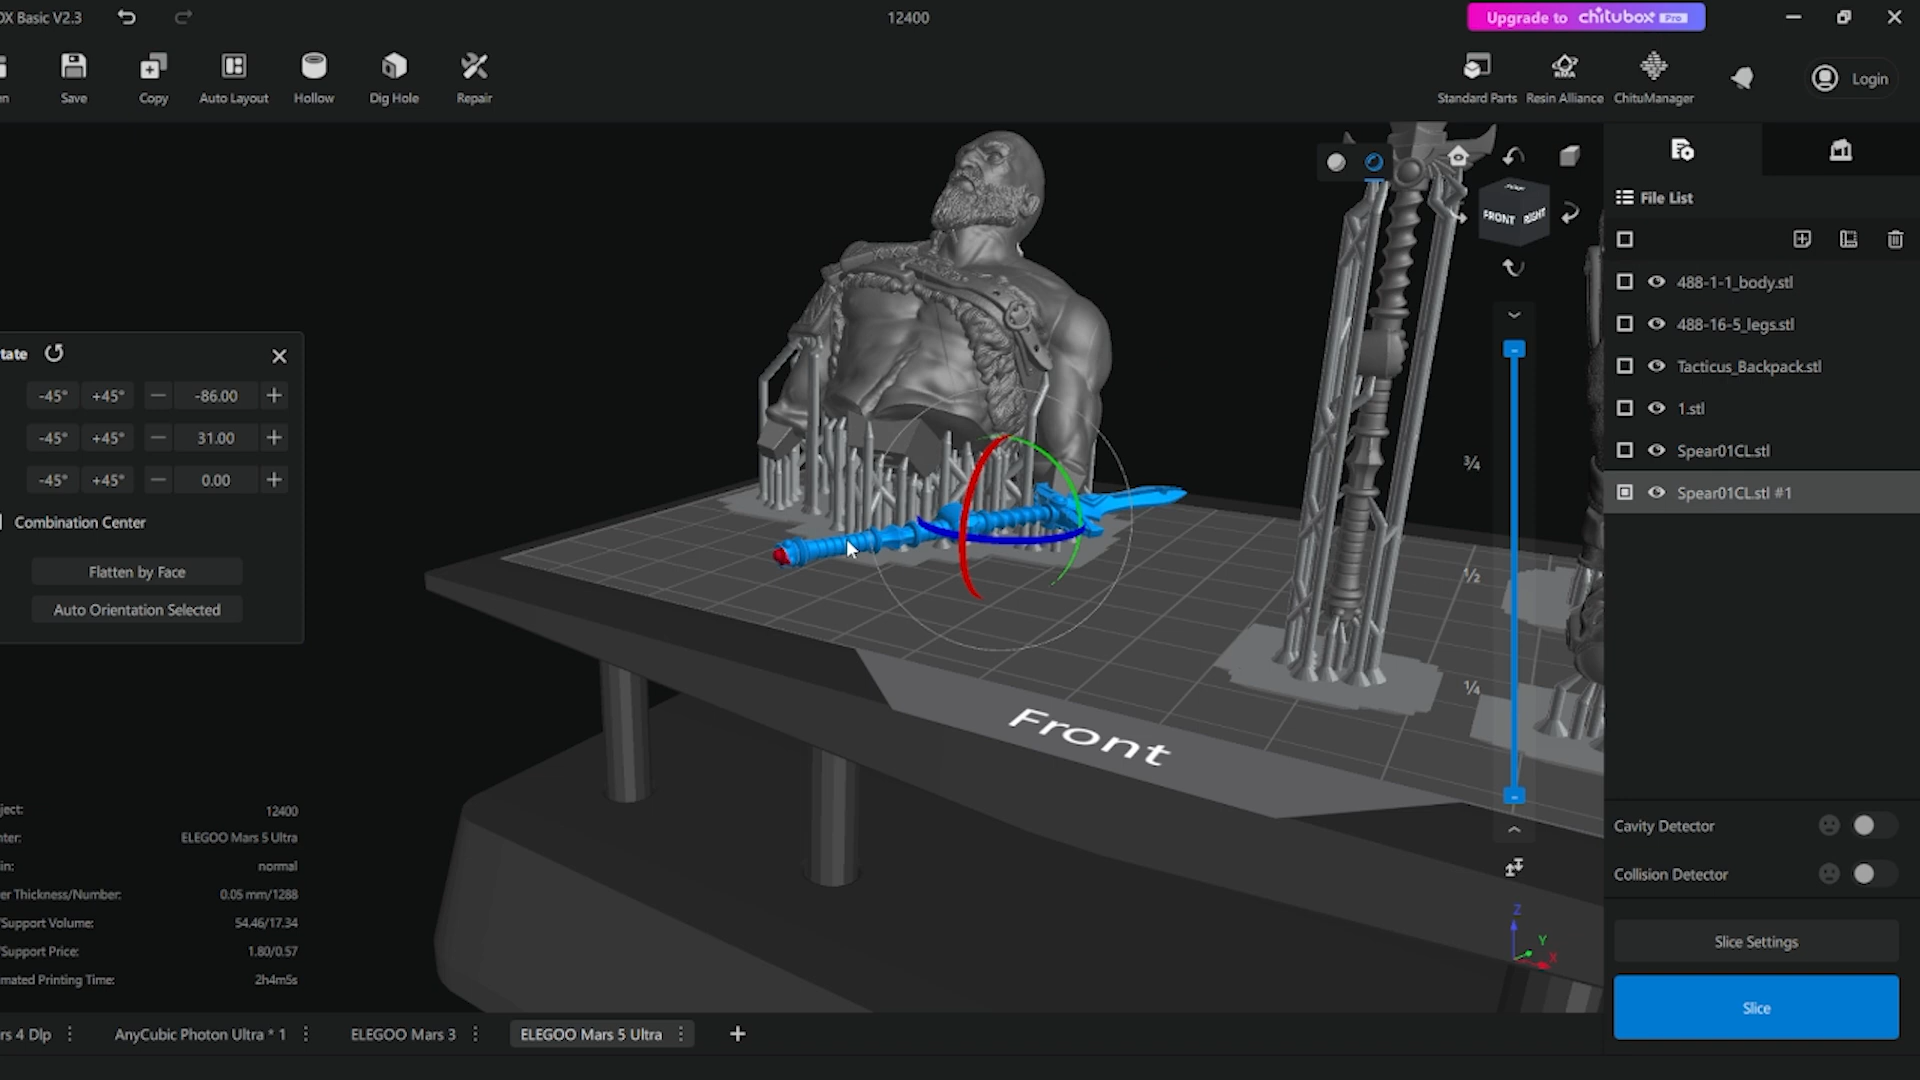 OX Basic V2.3
12400
Upgrade to chitubox Pro
en
Save
Copy
Auto Layout
Hollow
Dig Hole
Repair
Standard Parts
Resin Alliance
ChituManager
Login
FRONT
RIGHT
File List
488-1-1_body.stl
488-16-5_legs.stl
Tacticus_Backpack.stl
1.stl
Spear01CL.stl
Spear01CL.stl #1
tate
-45° +45° -86.00
-45° +45° 31.00
-45° +45° 0.00
Combination Center
Flatten by Face
Auto Orientation Selected
3/4
1/2
1/4
Front
ject: 12400
nter: ELEGOO Mars 5 Ultra
in: normal
er Thickness/Number: 0.05 mm/1288
/Support Volume: 54.46/17.34
/Support Price: 1.80/0.57
mated Printing Time: 2h4m5s
Z
Y
X
Cavity Detector
Collision Detector
Slice Settings
Slice
rs 4 Dlp
AnyCubic Photon Ultra * 1
ELEGOO Mars 3
ELEGOO Mars 5 Ultra